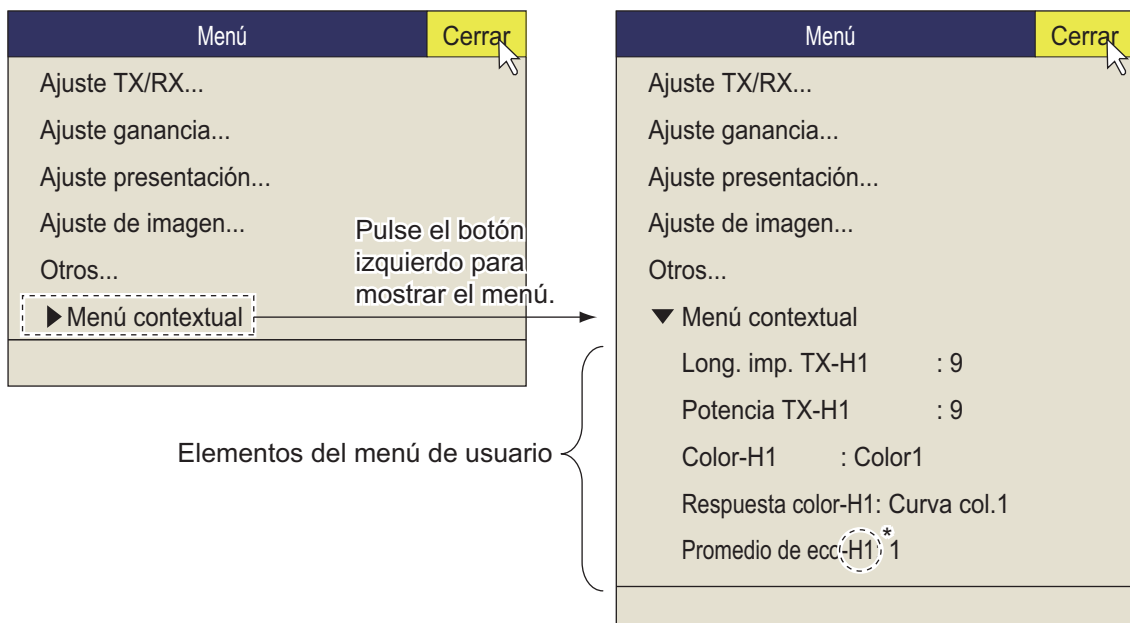 Menú
Cerrar
Ajuste TX/RX...
Ajuste ganancia...
Ajuste presentación...
Ajuste de imagen...
Otros...
▶ Menú contextual
Pulse el botón
izquierdo para
mostrar el menú.
Elementos del menú de usuario
Menú
Cerrar
Ajuste TX/RX...
Ajuste ganancia...
Ajuste presentación...
Ajuste de imagen...
Otros...
▼ Menú contextual
Long. imp. TX-H1 : 9
Potencia TX-H1 : 9
Color-H1 : Color1
Respuesta color-H1: Curva col.1
Promedio de eco-H1 * 1